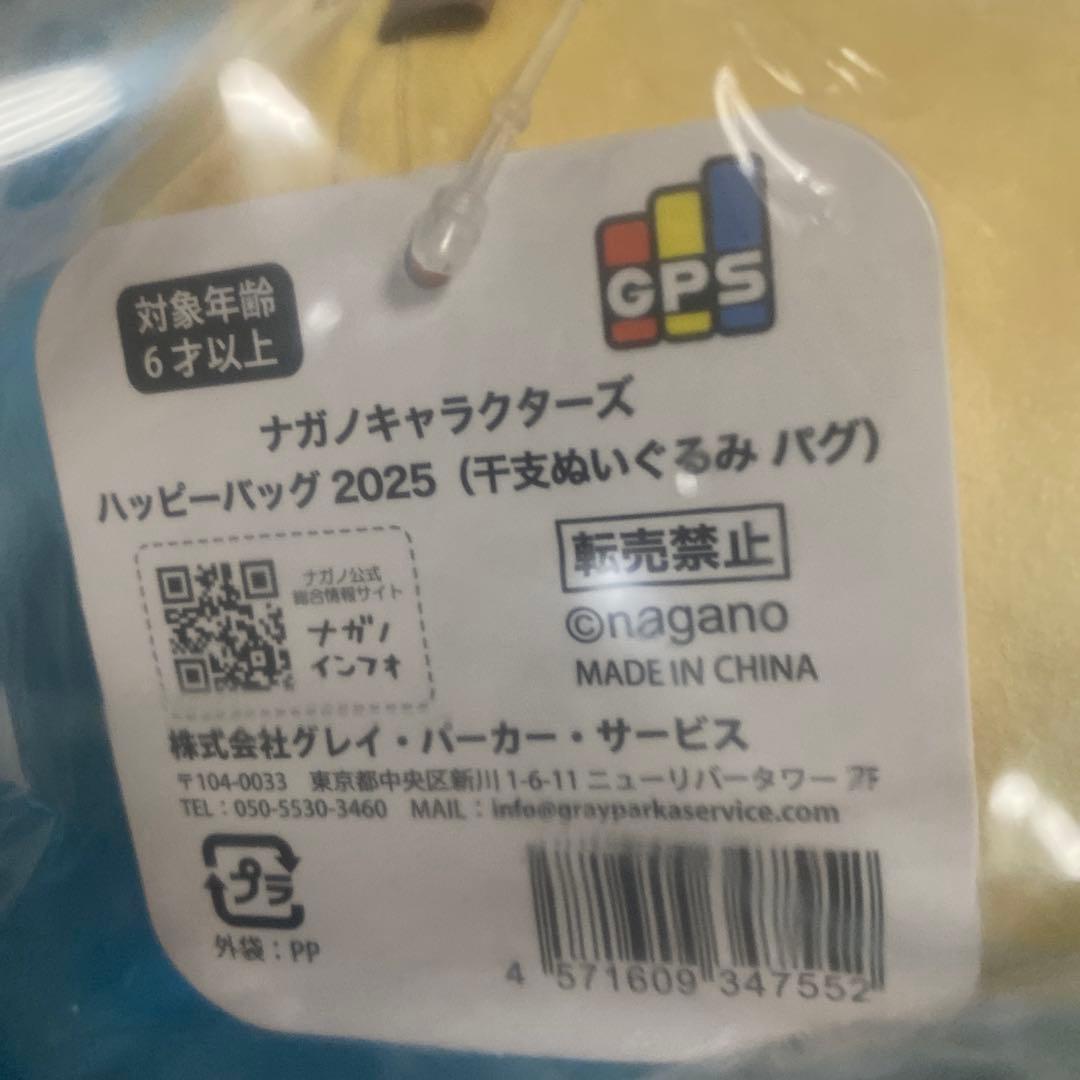 GPS
対象年齢
6才以上
ナガノキャラクターズ
ハッピーバッグ 2025（干支ぬいぐるみ パグ）
転売禁止
©nagano
MADE IN CHINA
ナガノ公式
総合情報サイト
ナガノ
インフォ
株式会社グレイ・パーカー・サービス
〒104-0033 東京都中央区新川1-6-11 ニューリバータワー 7F
TEL：050-5530-3460 MAIL：info@grayparkaservice.com
プラ
外袋：PP
4 571609 347552